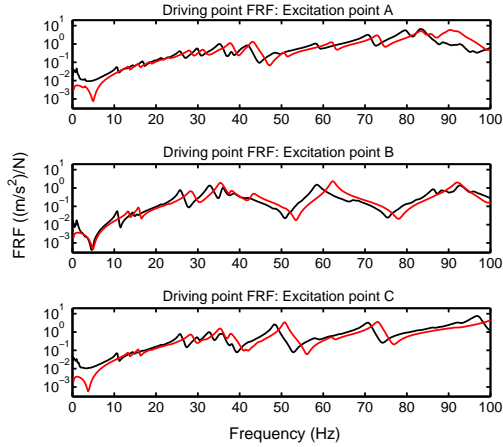 Driving point FRF: Excitation point A
10^1
10^0
10^-1
10^-2
10^-3
0 10 20 30 40 50 60 70 80 90 100
Driving point FRF: Excitation point B
FRF ((m/s^2)/N)
10^1
10^0
10^-1
10^-2
10^-3
0 10 20 30 40 50 60 70 80 90 100
Driving point FRF: Excitation point C
10^1
10^0
10^-1
10^-2
10^-3
0 10 20 30 40 50 60 70 80 90 100
Frequency (Hz)